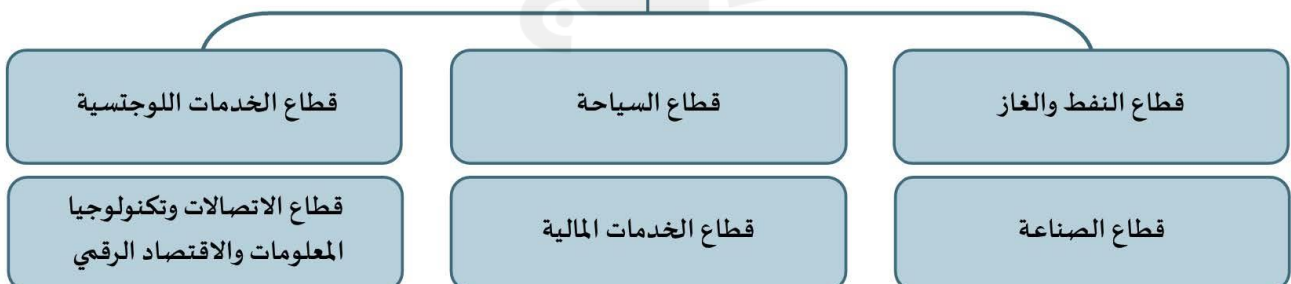 قطاع النفط والغاز
قطاع السياحة
قطاع الخدمات اللوجتسية
قطاع الصناعة
قطاع الخدمات المالية
قطاع الاتصالات وتكنولوجيا
المعلومات والاقتصاد الرقمي